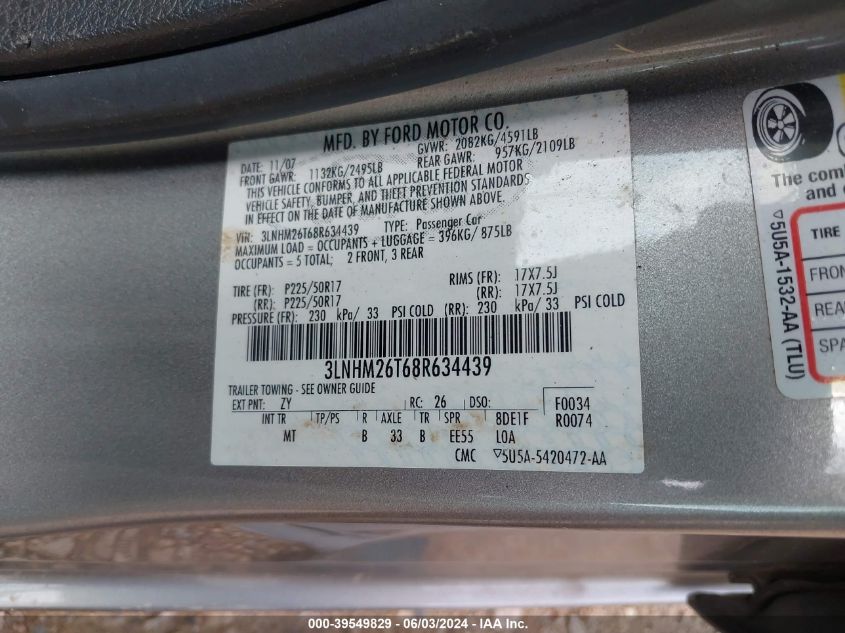 MFD. BY FORD MOTOR CO.
DATE: 11/07 GVWR: 2082KG/4591LB
FRONT GAWR: 1132KG/2495LB REAR GAWR: 957KG/2109LB
THIS VEHICLE CONFORMS TO ALL APPLICABLE FEDERAL MOTOR
VEHICLE SAFETY, BUMPER, AND THEFT PREVENTION STANDARDS
IN EFFECT ON THE DATE OF MANUFACTURE SHOWN ABOVE.
VIN: 3LNHM26T68R634439 TYPE: Passenger Car
MAXIMUM LOAD = OCCUPANTS + LUGGAGE = 396KG/ 875LB
OCCUPANTS = 5 TOTAL; 2 FRONT, 3 REAR
TIRE (FR): P225/50R17 RIMS (FR): 17X7.5J
(RR): P225/50R17 (RR): 17X7.5J
PRESSURE (FR): 230 kPa/ 33 PSI COLD (RR): 230 kPa/ 33 PSI COLD
3LNHM26T68R634439
TRAILER TOWING - SEE OWNER GUIDE
EXT PNT: ZY RC: 26 DSO: F0034
INT TR TP/PS R AXLE TR SPR 8DE1F R0074
MT B 33 B EE55 LOA
CMC ▽5U5A-5420472-AA
The comb
and c
▽5U5A-1532-AA (TLU)
TIRE
FRON
REA
SPA
000-39549829 - 06/03/2024 - © IAA Inc.